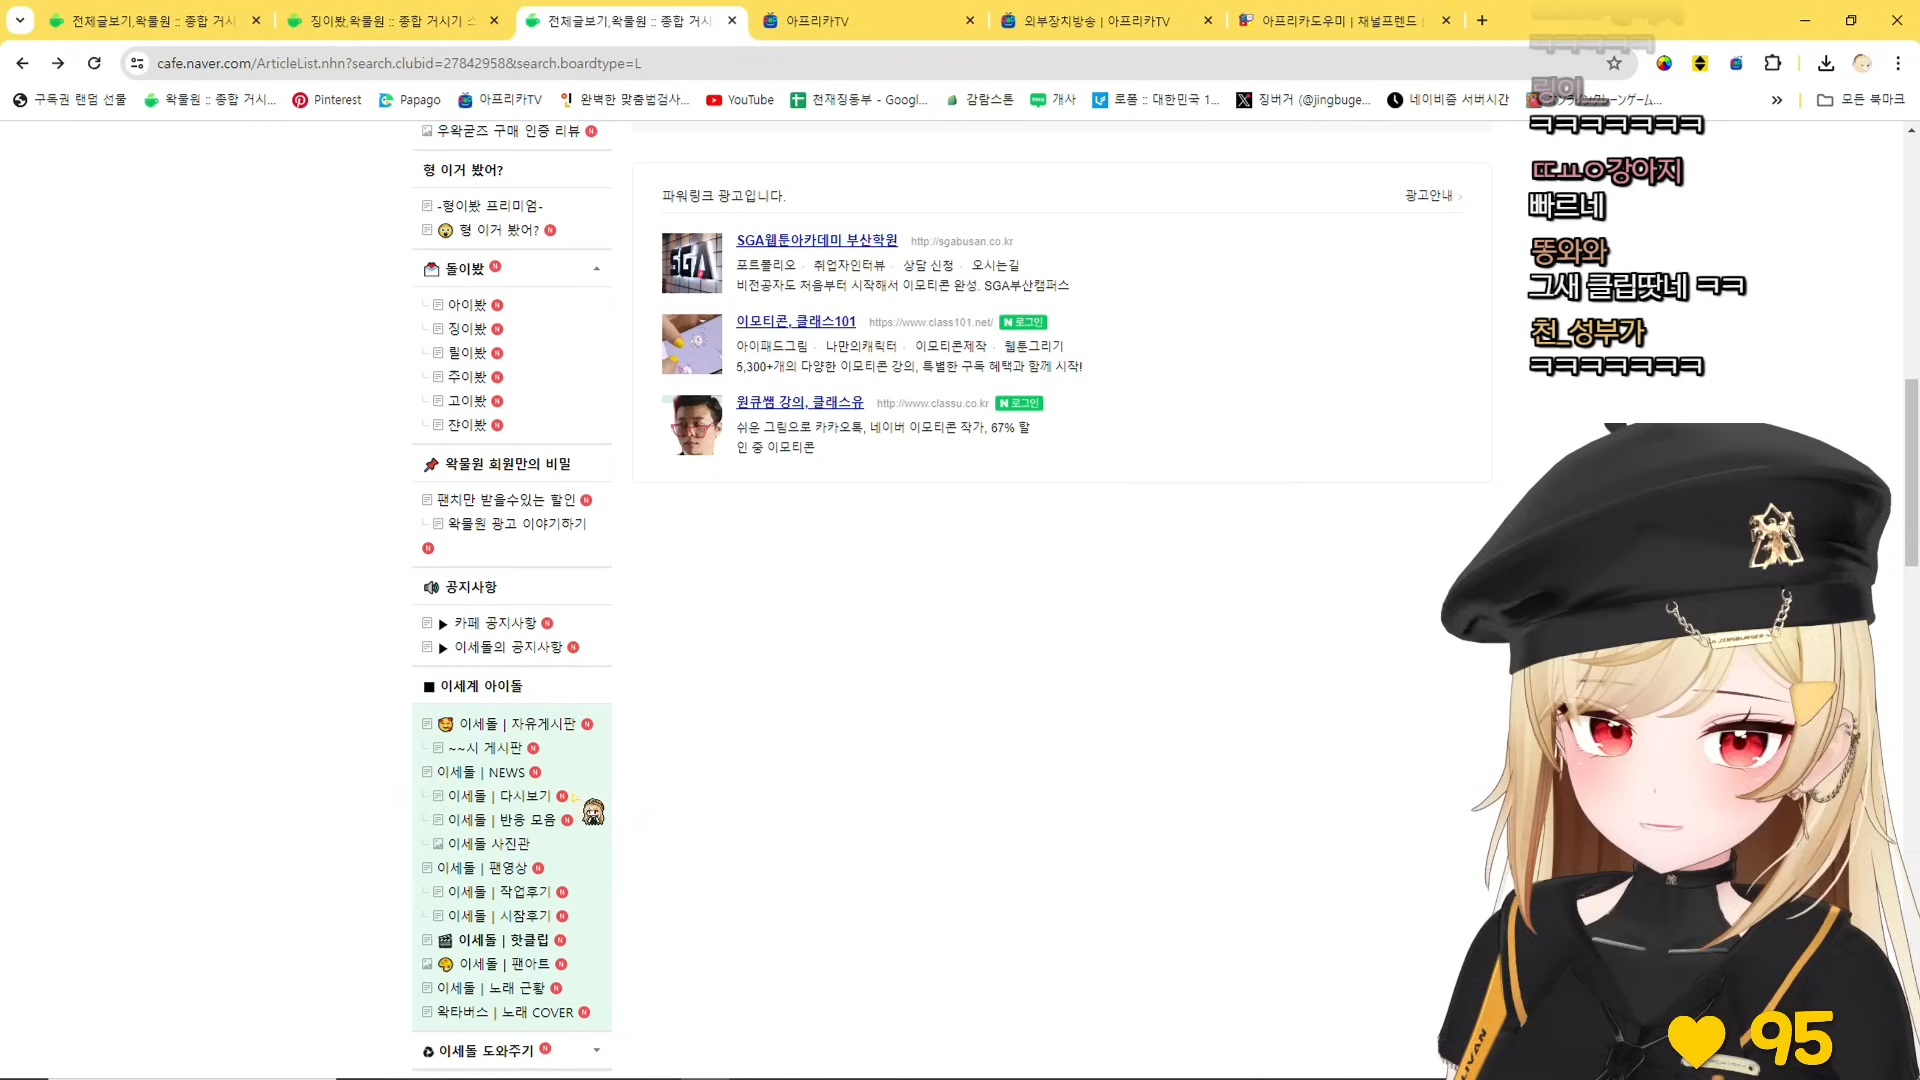 전체글보기,왁물원 :: 종합 거시
징이봤,왁물원 :: 종합 거시기 스
전체글보기,왁물원 :: 종합 거시
아프리카TV
외부장치방송 | 아프리카TV
아프리카도우미 | 채널프렌드
cafe.naver.com/ArticleList.nhn?search.clubid=27842958&search.boardtype=L
구독권 랜덤 선물
왁물원 :: 종합 거시...
Pinterest
Papago
아프리카TV
완벽한 맞춤법검사...
YouTube
천재징동부 - Googl...
감람스톤
개사
로폼 :: 대한민국 1...
징버거 (@jingbuge...
네이비즘 서버시간
모든 북마크
우왁굳즈 구매 인증 리뷰 N
형 이거 봤어?
-형이봤 프리미엄-
형 이거 봤어? N
돌이봤 N
아이봤 N
징이봤 N
릴이봤 N
주이봤 N
고이봤 N
쟌이봤 N
왁물원 회원만의 비밀
팬치만 받을수있는 할인 N
왁물원 광고 이야기하기
N
공지사항
▶ 카페 공지사항 N
▶ 이세돌의 공지사항 N
■ 이세계 아이돌
이세돌 | 자유게시판 N
~~시 게시판 N
이세돌 | NEWS N
이세돌 | 다시보기 N
이세돌 | 반응 모음 N
이세돌 사진관
이세돌 | 팬영상 N
이세돌 | 작업후기 N
이세돌 | 시참후기 N
이세돌 | 핫클립 N
이세돌 | 팬아트 N
이세돌 | 노래 근황 N
왁타버스 | 노래 COVER N
이세돌 도와주기 N
파워링크 광고입니다.
광고안내
SGA웹툰아카데미 부산학원 http://sgabusan.co.kr
포트폴리오 · 취업자인터뷰 · 상담 신청 · 오시는길
비전공자도 처음부터 시작해서 이모티콘 완성. SGA부산캠퍼스
이모티콘, 클래스101 https://www.class101.net/ N 로그인
아이패드그림 · 나만의캐릭터 · 이모티콘제작 · 웹툰그리기
5,300+개의 다양한 이모티콘 강의, 특별한 구독 혜택과 함께 시작!
원큐쌤 강의, 클래스유 http://www.classu.co.kr N 로그인
쉬운 그림으로 카카오톡, 네이버 이모티콘 작가, 67% 할
인 중 이모티콘
SGA
ㅋㅋㅋㅋㅋㅋㅋ
링이__
ㅋㅋㅋㅋㅋㅋㅋ
뚀ㅇ강아지
빠르네
똥와와
그새 클립땃네 ㅋㅋ
천_성부가
ㅋㅋㅋㅋㅋㅋㅋ
JINGBURGER
LIVAN
95